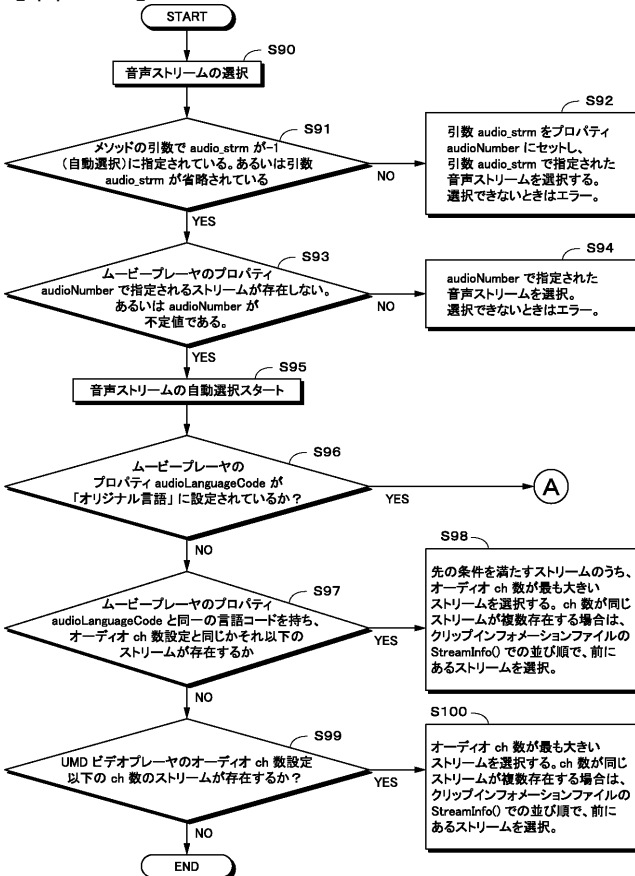 START
S90
音声ストリームの選択
S91
メソッドの引数で audio_strm が-1
(自動選択)に指定されている。あるいは引数
audio_strm が省略されている
NO
YES
S92
引数 audio_strm をプロパティ
audioNumber にセットし、
引数 audio_strm で指定された
音声ストリームを選択する。
選択できないときはエラー。
S93
ムービープレーヤのプロパティ
audioNumber で指定されるストリームが存在しない。
あるいは audioNumber が
不定値である。
NO
YES
S94
audioNumber で指定された
音声ストリームを選択。
選択できないときはエラー。
S95
音声ストリームの自動選択スタート
S96
ムービープレーヤの
プロパティ audioLanguageCode が
「オリジナル言語」に設定されているか？
YES
A
NO
S97
ムービープレーヤのプロパティ
audioLanguageCode と同一の言語コードを持ち、
オーディオ ch 数設定と同じかそれ以下の
ストリームが存在するか
YES
NO
S98
先の条件を満たすストリームのうち、
オーディオ ch 数が最も大きい
ストリームを選択する。ch 数が同じ
ストリームが複数存在する場合は、
クリップインフォメーションファイルの
StreamInfo() での並び順で、前に
あるストリームを選択。
S99
UMD ビデオプレーヤのオーディオ ch 数設定
以下の ch 数のストリームが存在するか？
YES
NO
S100
オーディオ ch 数が最も大きい
ストリームを選択する。ch 数が同じ
ストリームが複数存在する場合は、
クリップインフォメーションファイルの
StreamInfo() での並び順で、前に
あるストリームを選択。
END